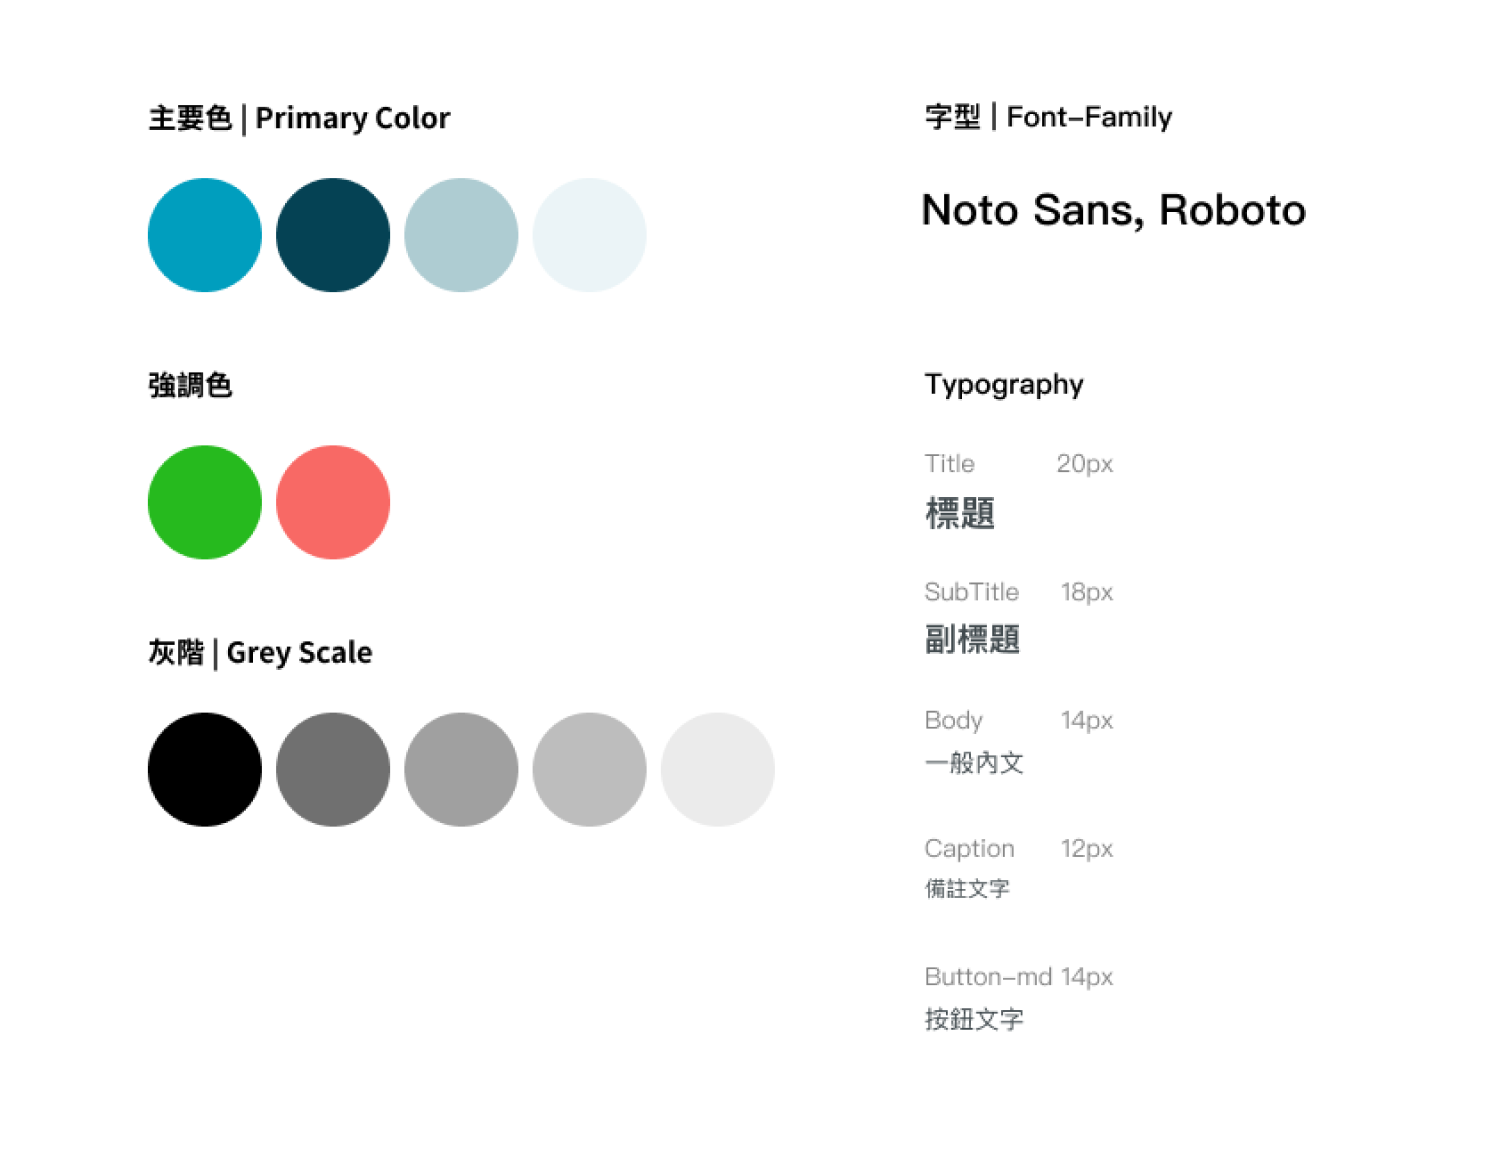 主要色 | Primary Color
強調色
灰階 | Grey Scale
字型 | Font-Family
Noto Sans, Roboto
Typography
Title 20px
標題
SubTitle 18px
副標題
Body 14px
一般內文
Caption 12px
備註文字
Button-md 14px
按鈕文字